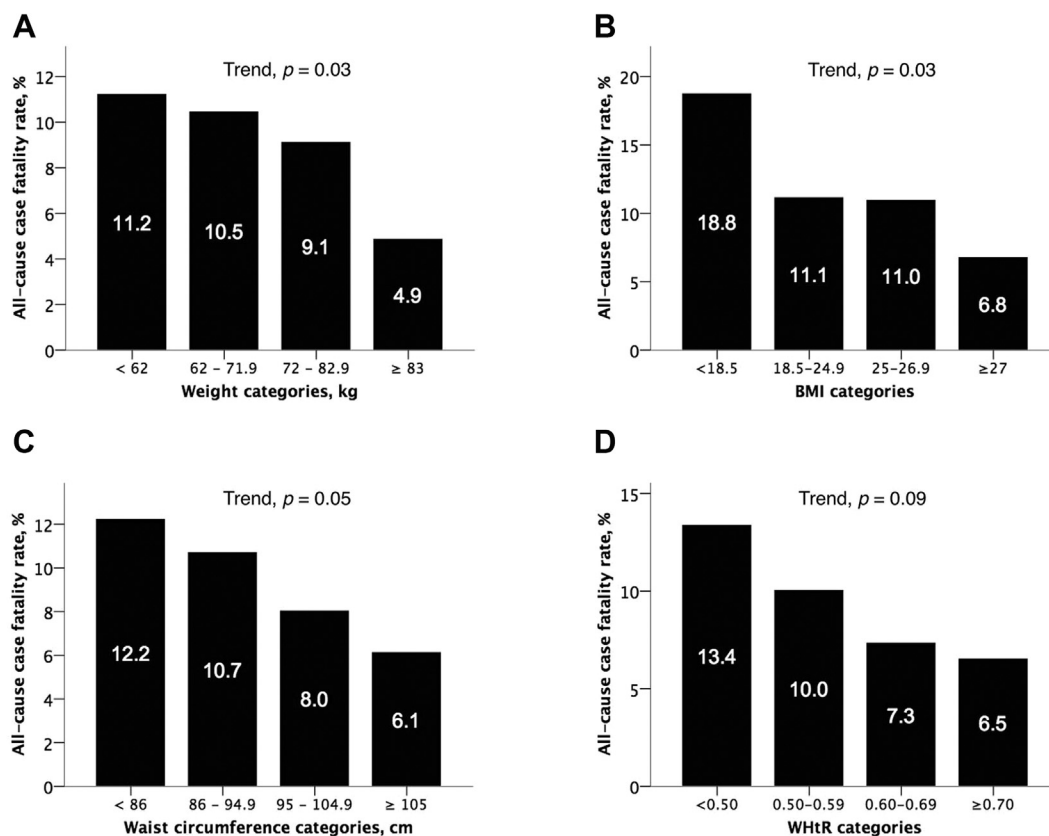 A
All-cause case fatality rate, %
Trend, p = 0.03
12
10
8
6
4
2
0
11.2
10.5
9.1
4.9
< 62
62 - 71.9
72 - 82.9
≥ 83
Weight categories, kg
B
All-cause case fatality rate, %
Trend, p = 0.03
20
15
10
5
0
18.8
11.1
11.0
6.8
<18.5
18.5-24.9
25-26.9
≥27
BMI categories
C
All-cause case fatality rate, %
Trend, p = 0.05
12
10
8
6
4
2
0
12.2
10.7
8.0
6.1
< 86
86 - 94.9
95 - 104.9
≥ 105
Waist circumference categories, cm
D
All-cause case fatality rate, %
Trend, p = 0.09
15
10
5
0
13.4
10.0
7.3
6.5
<0.50
0.50-0.59
0.60-0.69
≥0.70
WHtR categories